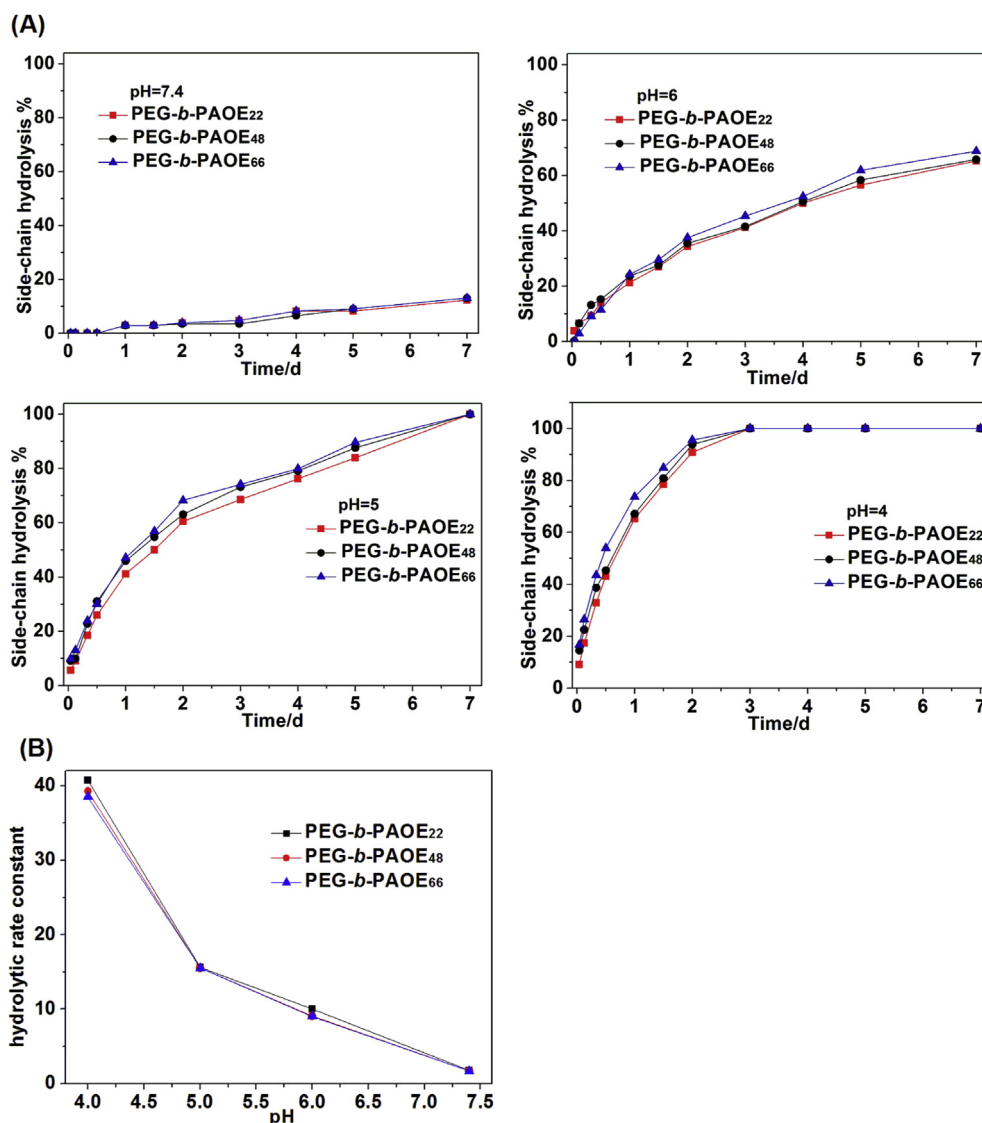 (A)
100
80
60
40
20
0
Side-chain hydrolysis %
pH=7.4
PEG-b-PAOE22
PEG-b-PAOE48
PEG-b-PAOE66
0 1 2 3 4 5 6 7
Time/d
100
80
60
40
20
0
Side-chain hydrolysis %
pH=6
PEG-b-PAOE22
PEG-b-PAOE48
PEG-b-PAOE66
0 1 2 3 4 5 6 7
Time/d
100
80
60
40
20
0
Side-chain hydrolysis %
pH=5
PEG-b-PAOE22
PEG-b-PAOE48
PEG-b-PAOE66
0 1 2 3 4 5 6 7
Time/d
100
80
60
40
20
0
Side-chain hydrolysis %
pH=4
PEG-b-PAOE22
PEG-b-PAOE48
PEG-b-PAOE66
0 1 2 3 4 5 6 7
Time/d
(B)
40
30
20
10
0
hydrolytic rate constant
PEG-b-PAOE22
PEG-b-PAOE48
PEG-b-PAOE66
4.0 4.5 5.0 5.5 6.0 6.5 7.0 7.5
pH